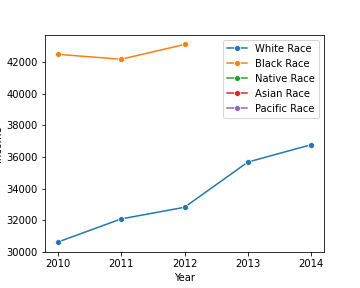 White Race
Black Race
Native Race
Asian Race
Pacific Race
42000
40000
38000
36000
34000
32000
30000
2010 2011 2012 2013 2014
Year